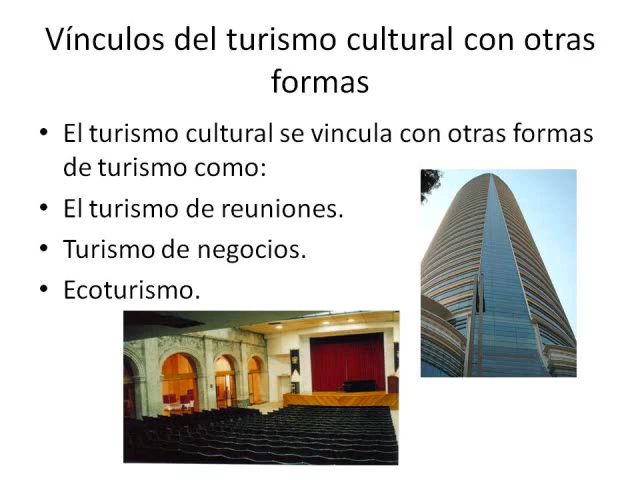 Vínculos del turismo cultural con otras
formas
• El turismo cultural se vincula con otras formas
de turismo como:
• El turismo de reuniones.
• Turismo de negocios.
• Ecoturismo.